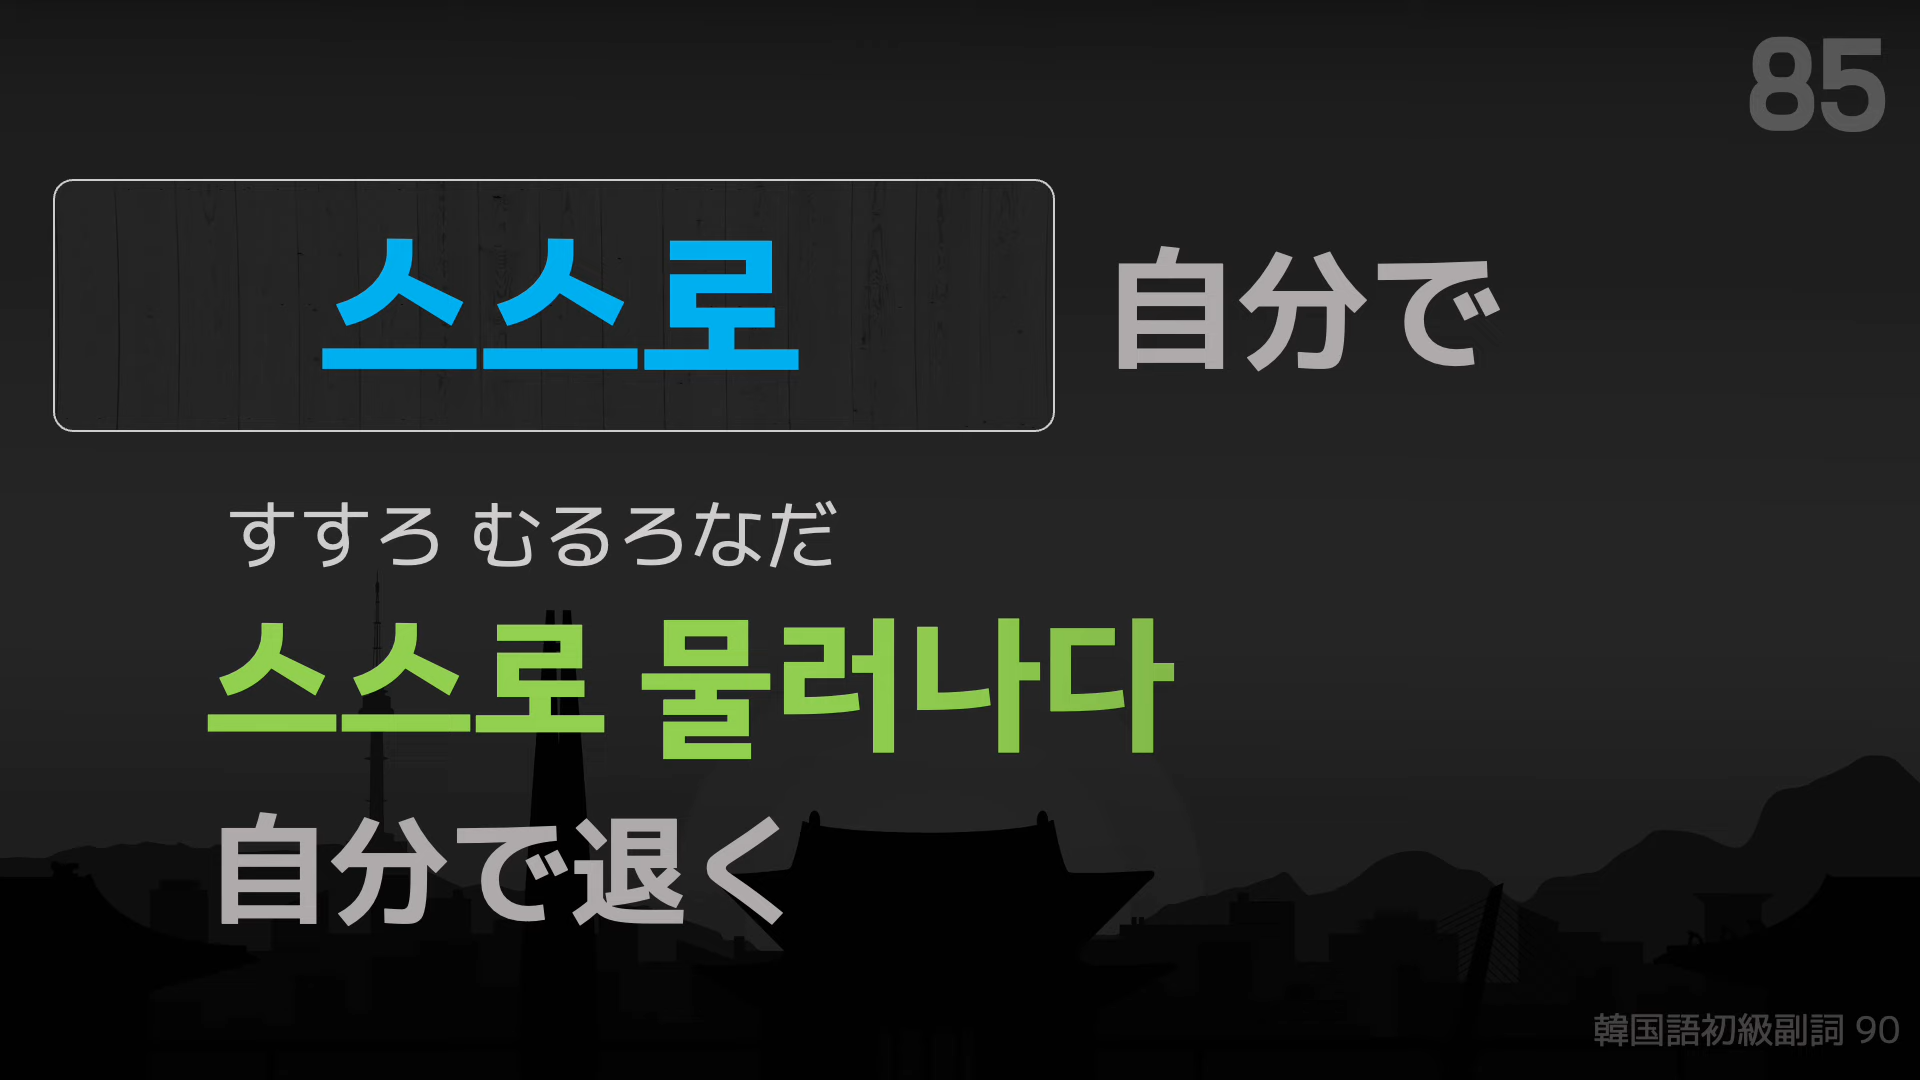 85
스스로
自分で
すすろ むるろなだ
스스로 물러나다
自分で退く
韓国語初級副詞 90